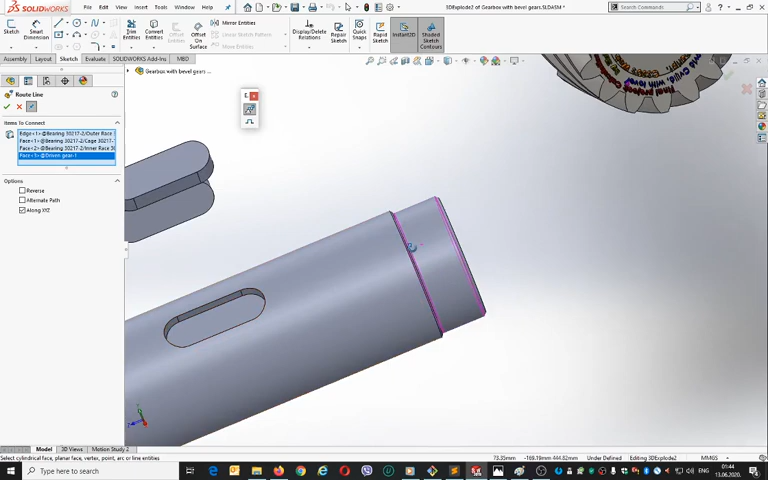 SOLIDWORKS
File Edit View Insert Tools Window Help
3DExplode2 of Gearbox with bevel gears.SLDASM *
Search Commands
Sketch
Smart Dimension
Trim Entities
Convert Entities
Offset On Surface
Mirror Entities
Linear Sketch Pattern
Move Entities
Display/Delete Relations
Repair Sketch
Quick Snaps
Rapid Sketch
Instant2D
Shaded Sketch Contours
Assembly Layout Sketch Evaluate SOLIDWORKS Add-Ins MBD
Gearbox with bevel gears ...
Route Line
Items To Connect
Edge<1>@Bearing 30217-2/Outer Race
Face<1>@Bearing 30217-2/Cage 30217-
Face<2>@Bearing 30217-2/Inner Race 30
Face<3>@Driven gear-1
Options
Reverse
Alternate Path
Along XYZ
Model 3D Views Motion Study 2
Select cylindrical face, planar face, vertex, point, arc or line entities
73.35mm -169.19mm 444.82mm Under Defined Editing 3DExplode2 MMGS
Type here to search
ENG
01:44
13.06.2020.